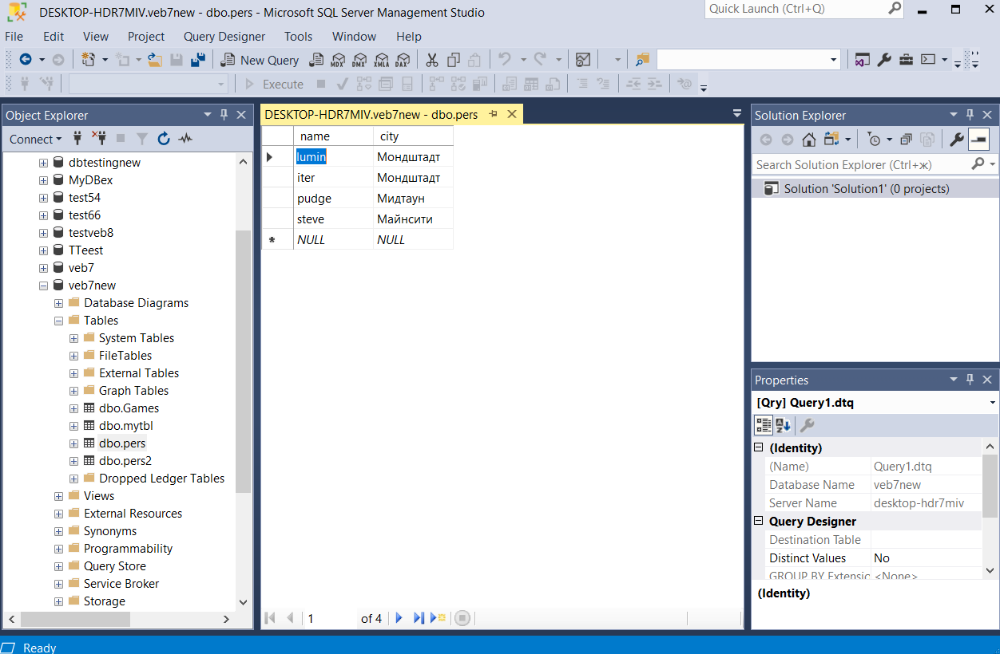 DESKTOP-HDR7MIV.veb7new - dbo.pers - Microsoft SQL Server Management Studio
Quick Launch (Ctrl+Q)
File Edit View Project Query Designer Tools Window Help
New Query MDX DMX XMLA DAX
Execute
Object Explorer
Connect
dbtestingnew
MyDBex
test54
test66
testveb8
TTeest
veb7
veb7new
Database Diagrams
Tables
System Tables
FileTables
External Tables
Graph Tables
dbo.Games
dbo.mytbl
dbo.pers
dbo.pers2
Dropped Ledger Tables
Views
External Resources
Synonyms
Programmability
Query Store
Service Broker
Storage
DESKTOP-HDR7MIV.veb7new - dbo.pers
name city
lumin Мондштадт
iter Мондштадт
pudge Мидтаун
steve Майнсити
NULL NULL
1 of 4
Solution Explorer
Search Solution Explorer (Ctrl+ж)
Solution 'Solution1' (0 projects)
Properties
[Qry] Query1.dtq
(Identity)
(Name) Query1.dtq
Database Name veb7new
Server Name desktop-hdr7miv
Query Designer
Destination Table
Distinct Values No
GROUP BY Extensic <None>
(Identity)
Ready